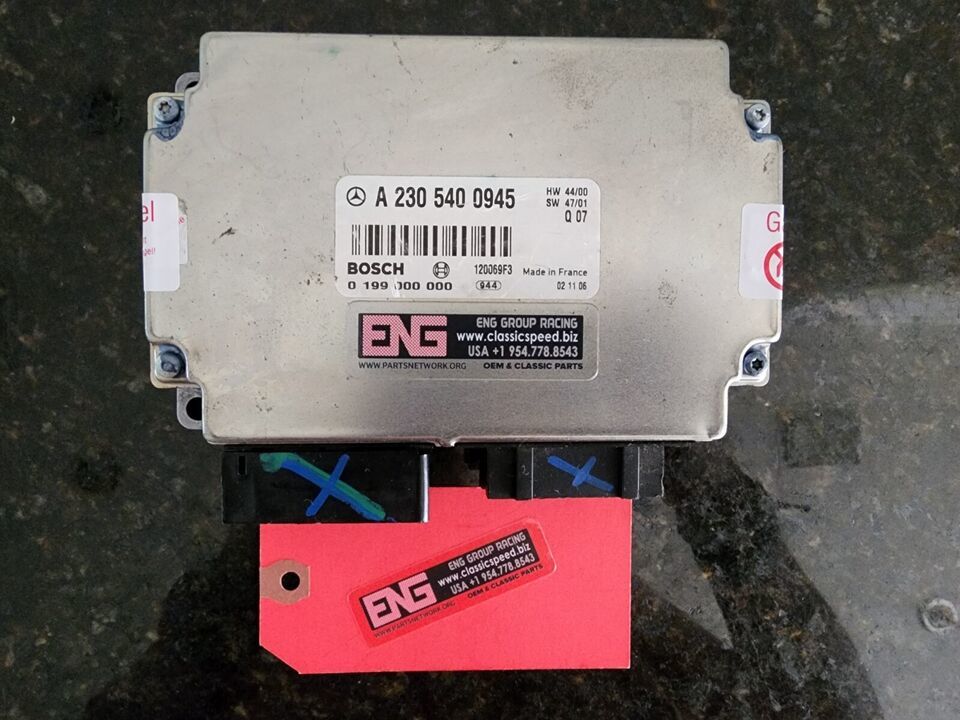 A 230 540 0945
HW 44/00
SW 47/01
Q 07
BOSCH
120069F3
Made in France
0 199 000 000
G44
02 11 06
el
G
ENG
ENG GROUP RACING
www.classicspeed.biz
USA +1 954.778.8543
WWW.PARTSNETWORK.ORG
OEM & CLASSIC PARTS
2
ENG
ENG GROUP RACING
www.classicspeed.biz
USA +1 954.778.8543
WWW.PARTSNETWORK.ORG
OEM & CLASSIC PARTS